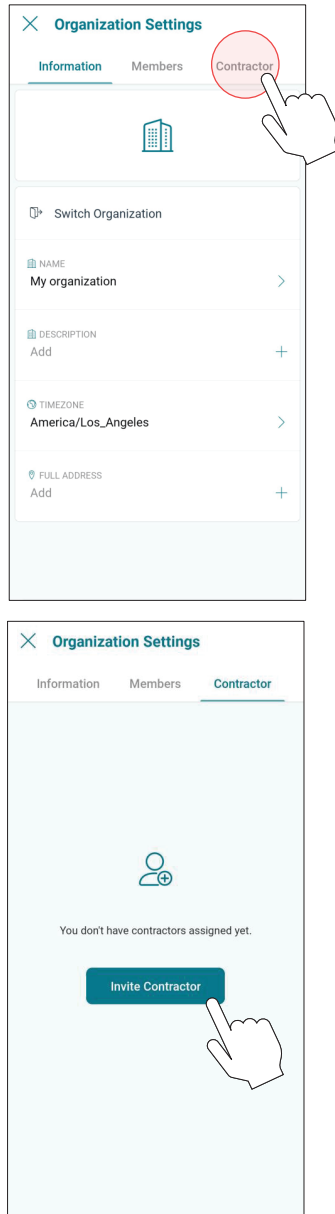 Organization Settings
Information Members Contractor
Switch Organization
NAME
My organization
DESCRIPTION
Add
TIMEZONE
America/Los_Angeles
FULL ADDRESS
Add
Organization Settings
Information Members Contractor
You don't have contractors assigned yet.
Invite Contractor